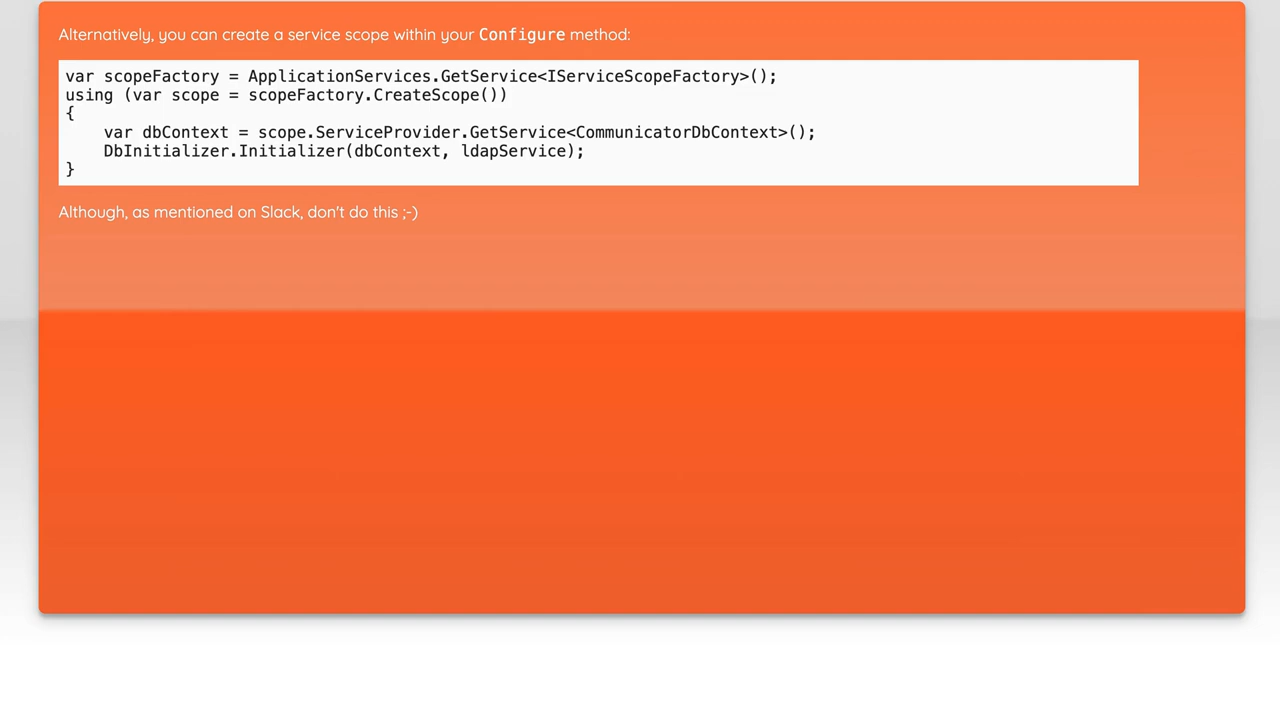 Alternatively, you can create a service scope within your Configure method:
var scopeFactory = ApplicationServices.GetService<IServiceScopeFactory>();
using (var scope = scopeFactory.CreateScope())
{
    var dbContext = scope.ServiceProvider.GetService<CommunicatorDbContext>();
    DbInitializer.Initializer(dbContext, ldapService);
}
Although, as mentioned on Slack, don't do this ;-)